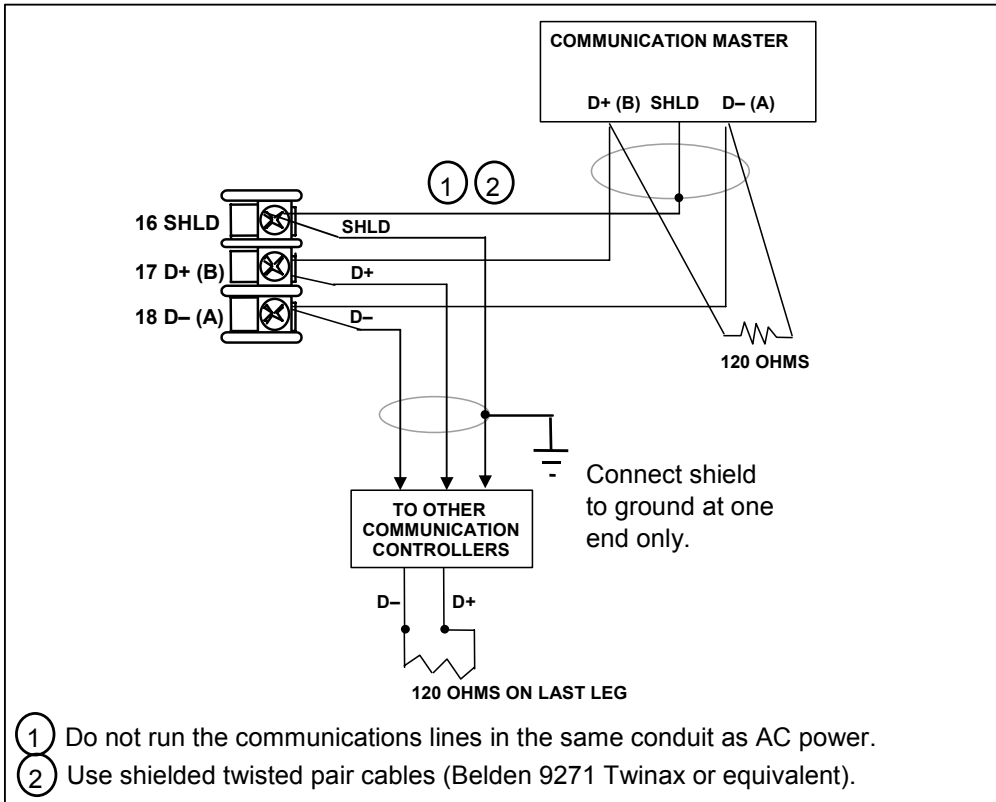 COMMUNICATION MASTER
D+ (B) SHLD D– (A)
1 2
16 SHLD
SHLD
17 D+ (B)
D+
18 D– (A)
D–
120 OHMS
Connect shield
to ground at one
end only.
TO OTHER
COMMUNICATION
CONTROLLERS
D– D+
120 OHMS ON LAST LEG
1 Do not run the communications lines in the same conduit as AC power.
2 Use shielded twisted pair cables (Belden 9271 Twinax or equivalent).